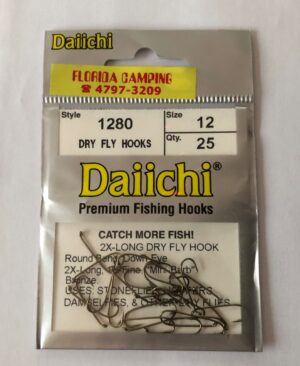 Daiichi
FLORIDA CAMPING
☎ 4797-3209
Style 1280 Size 12
DRY FLY HOOKS Qty. 25
Daiichi®
Premium Fishing Hooks
CATCH MORE FISH!
2X-LONG DRY FLY HOOK
Round Bend, Down Eye
2X-Long, "Mini-Barb"
Bronze.
USES: STONEFLIES,
DAMSELFLIES, & OTHER DRY FLIES